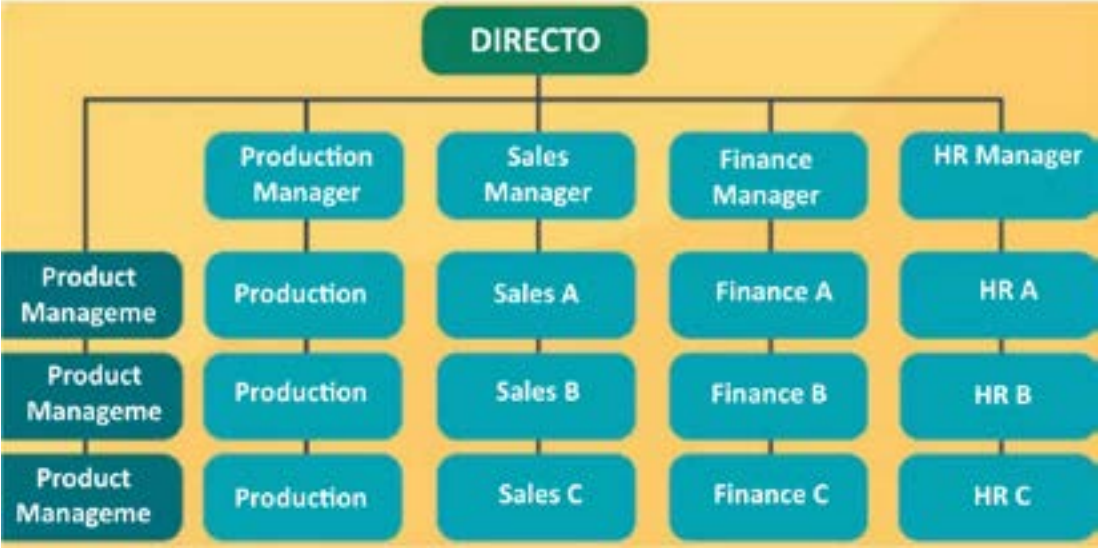 DIRECTO
Production
Manager
Sales
Manager
Finance
Manager
HR Manager
Product
Manageme
Production
Sales A
Finance A
HR A
Product
Manageme
Production
Sales B
Finance B
HR B
Product
Manageme
Production
Sales C
Finance C
HR C